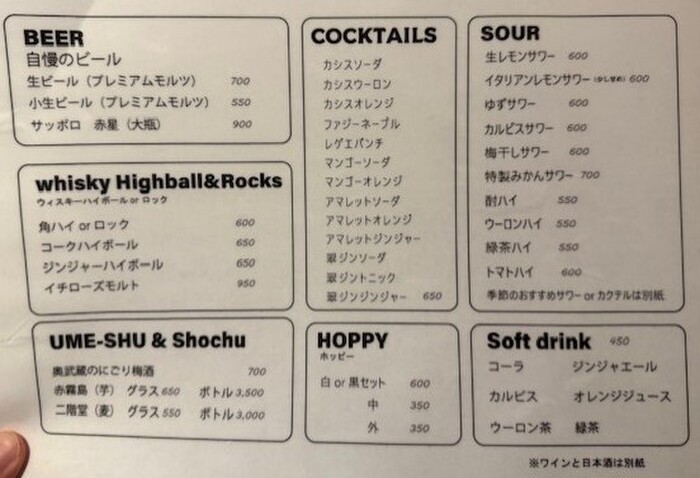 BEER
自慢のビール
生ビール（プレミアムモルツ） 700
小生ビール（プレミアムモルツ） 550
サッポロ 赤星（大瓶） 900
whisky Highball&Rocks
ウィスキーハイボール or ロック
角ハイ or ロック 600
コークハイボール 650
ジンジャーハイボール 650
イチローズモルト 950
UME-SHU & Shochu
奥武蔵のにごり梅酒 700
赤霧島（芋） グラス 650 ボトル 3,500
二階堂（麦） グラス 550 ボトル 3,000
COCKTAILS
カシスソーダ
カシスウーロン
カシスオレンジ
ファジーネーブル
レゲエパンチ
マンゴーソーダ
マンゴーオレンジ
アマレットソーダ
アマレットオレンジ
アマレットジンジャー
翠ジンソーダ
翠ジントニック
翠ジンジンジャー 650
HOPPY
ホッピー
白 or 黒セット 600
中 350
外 350
SOUR
生レモンサワー 600
イタリアンレモンサワー（少し甘め） 600
ゆずサワー 600
カルピスサワー 600
梅干しサワー 600
特製みかんサワー 700
酎ハイ 550
ウーロンハイ 550
緑茶ハイ 550
トマトハイ 600
季節のおすすめサワー or カクテルは別紙
Soft drink 450
コーラ ジンジャエール
カルピス オレンジジュース
ウーロン茶 緑茶
※ワインと日本酒は別紙